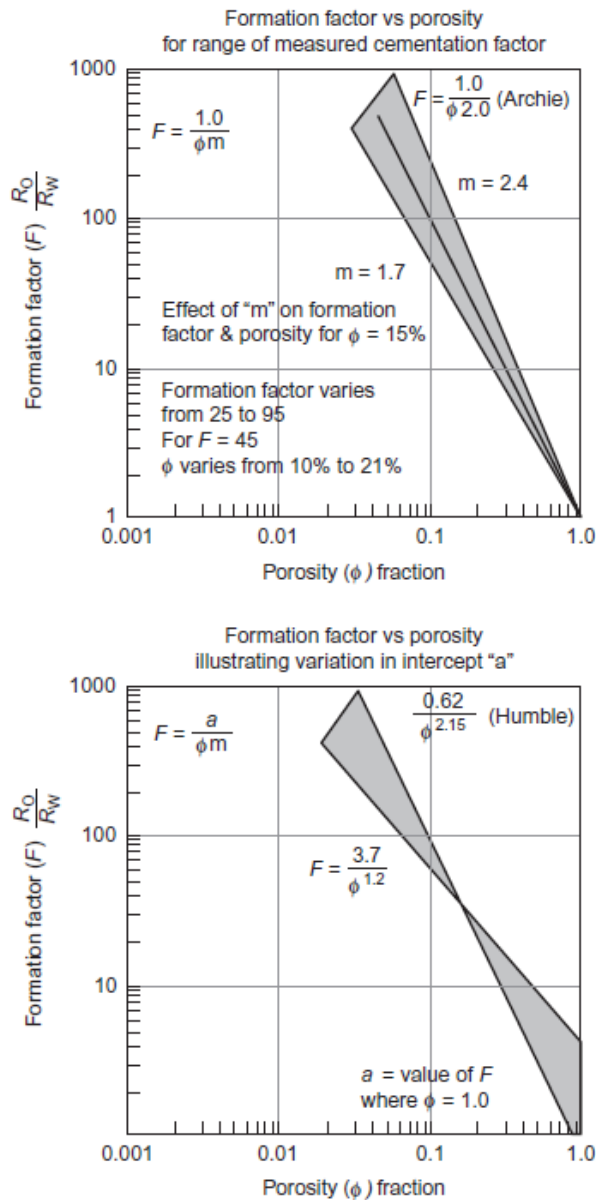 Formation factor vs porosity
for range of measured cementation factor
1000
F = 1.0 / ϕm
F = 1.0 / ϕ2.0 (Archie)
m = 2.4
100
m = 1.7
Effect of “m” on formation
factor & porosity for ϕ = 15%
10
Formation factor varies
from 25 to 95
For F = 45
ϕ varies from 10% to 21%
1
Formation factor (F) RO / RW
0.001 0.01 0.1 1.0
Porosity (ϕ) fraction
Formation factor vs porosity
illustrating variation in intercept “a”
1000
F = a / ϕm
0.62 / ϕ2.15 (Humble)
100
F = 3.7 / ϕ1.2
10
a = value of F
where ϕ = 1.0
Formation factor (F) RO / RW
0.001 0.01 0.1 1.0
Porosity (ϕ) fraction